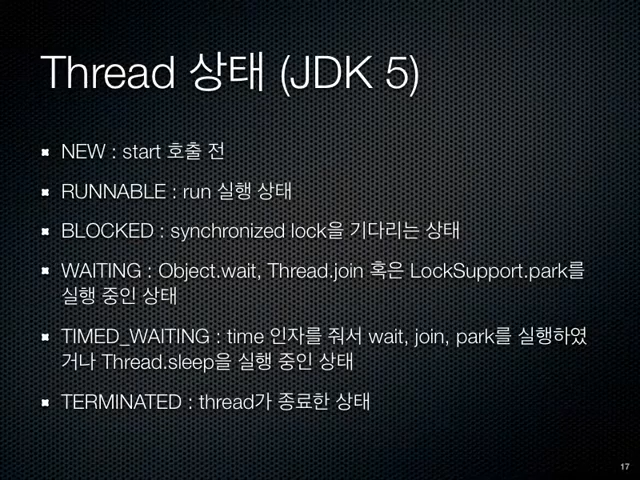 Thread 상태 (JDK 5)
NEW : start 호출 전
RUNNABLE : run 실행 상태
BLOCKED : synchronized lock을 기다리는 상태
WAITING : Object.wait, Thread.join 혹은 LockSupport.park를
실행 중인 상태
TIMED_WAITING : time 인자를 줘서 wait, join, park를 실행하였
거나 Thread.sleep을 실행 중인 상태
TERMINATED : thread가 종료한 상태
17